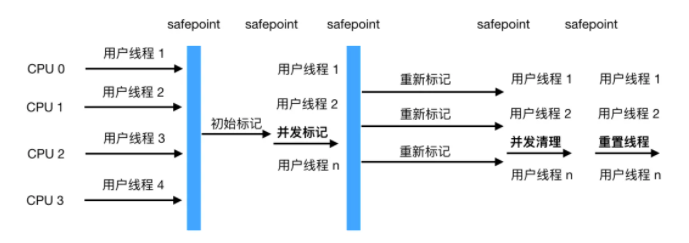 safepoint safepoint safepoint safepoint safepoint
CPU 0 用户线程 1
CPU 1 用户线程 2
CPU 2 用户线程 3
CPU 3 用户线程 4
初始标记
用户线程 1
用户线程 2
并发标记
用户线程 n
重新标记
重新标记
重新标记
用户线程 1
用户线程 2
并发清理
用户线程 n
用户线程 1
用户线程 2
重置线程
用户线程 n